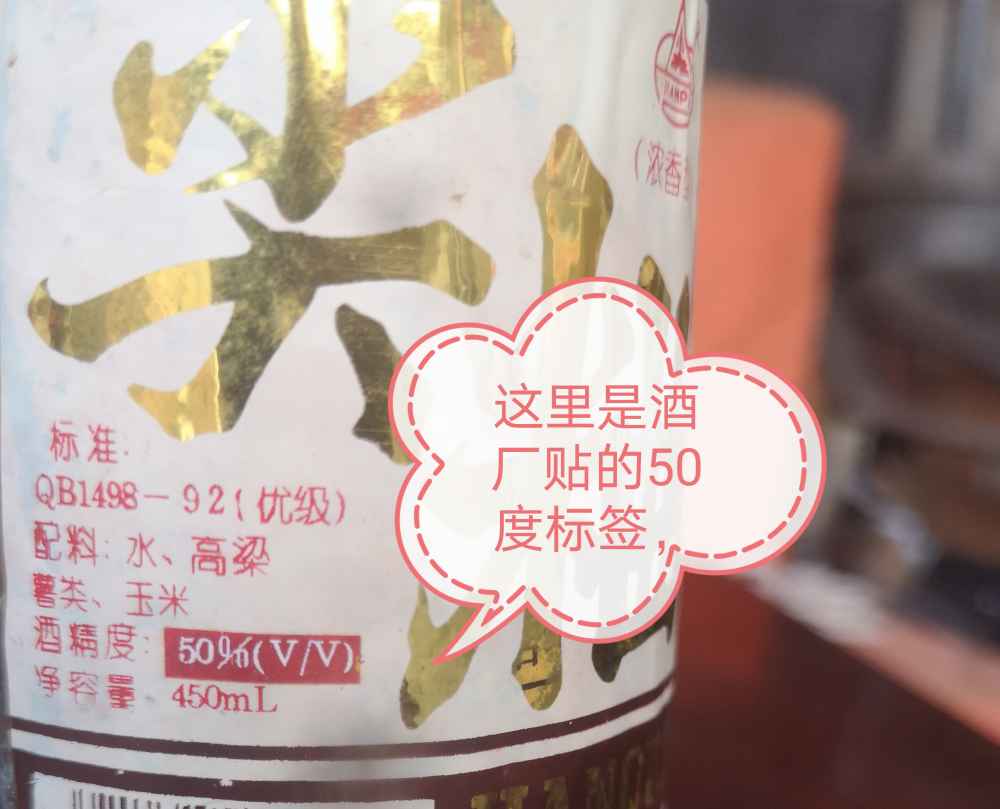 尖
（浓香
这里是酒
厂贴的50
度标签，
标准：
QB1498－92（优级）
配料：水、高粱
薯类、玉米
酒精度：50％（V/V）
净容量 450mL